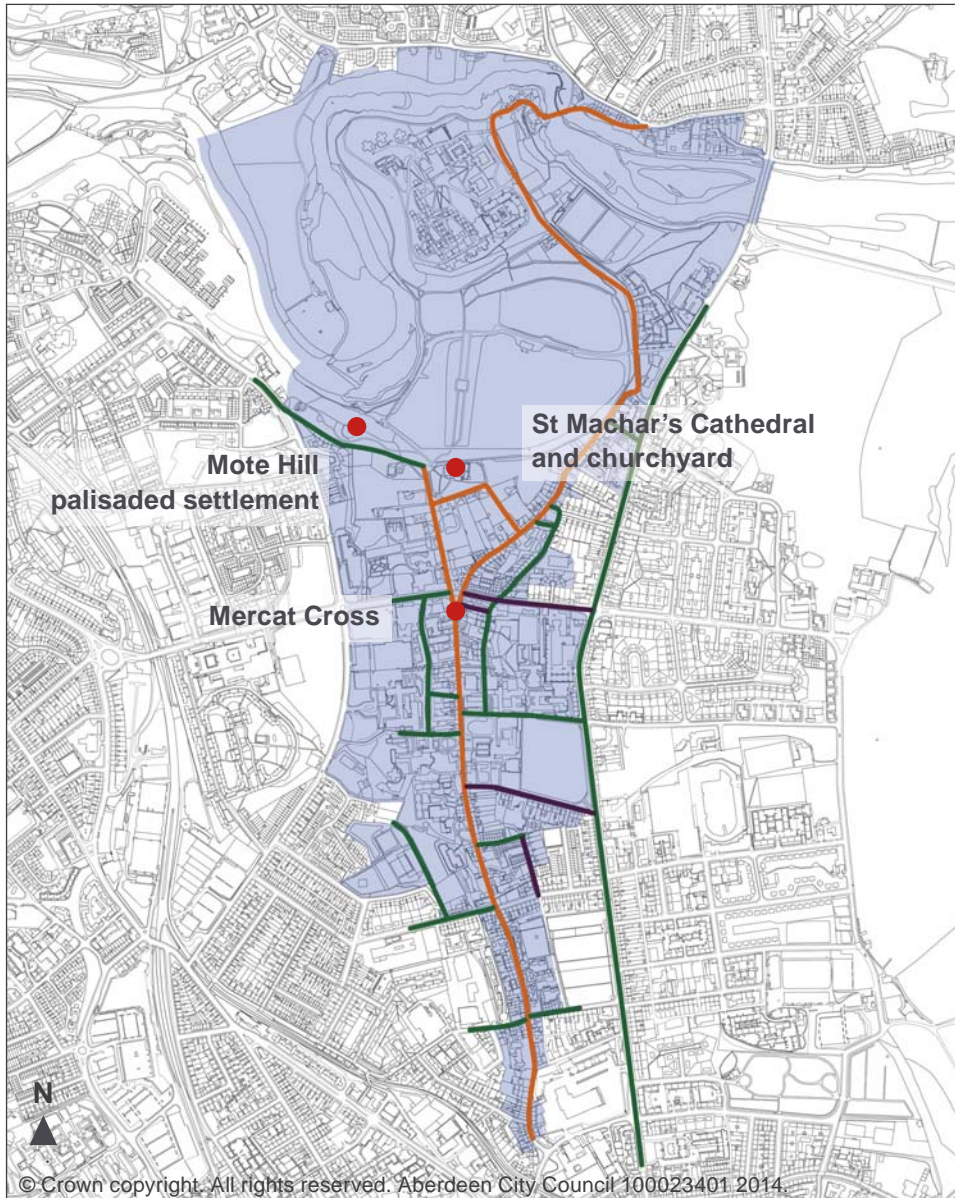 St Machar's Cathedral
and churchyard
Mote Hill
palisaded settlement
Mercat Cross
N
© Crown copyright. All rights reserved. Aberdeen City Council 100023401 2014.